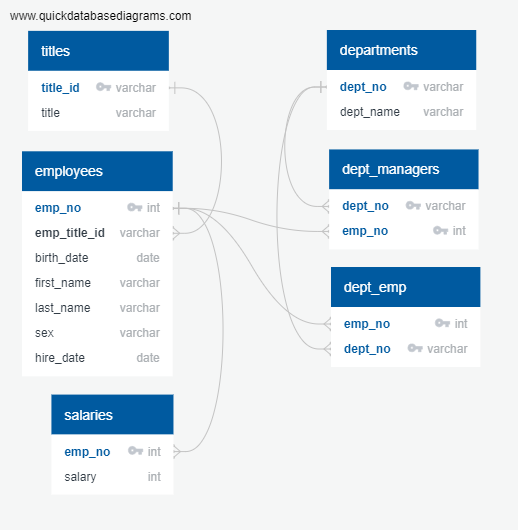 www.quickdatabasediagrams.com
titles
title_id varchar
title varchar
employees
emp_no int
emp_title_id varchar
birth_date date
first_name varchar
last_name varchar
sex varchar
hire_date date
salaries
emp_no int
salary int
departments
dept_no varchar
dept_name varchar
dept_managers
dept_no varchar
emp_no int
dept_emp
emp_no int
dept_no varchar